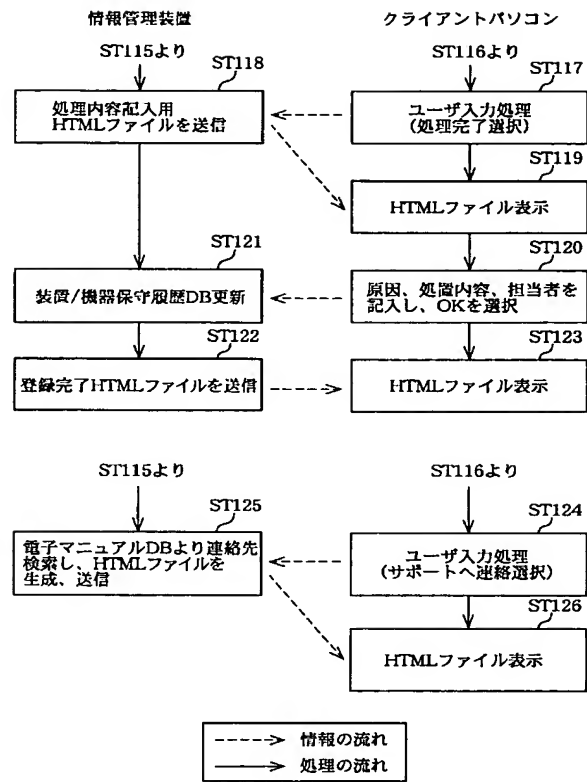 情報管理装置
クライアントパソコン
ST115より
ST116より
ST118
ST117
処理内容記入用
HTMLファイルを送信
ユーザ入力処理
(処理完了選択)
ST119
HTMLファイル表示
ST121
ST120
装置/機器保守履歴DB更新
原因、処置内容、担当者を
記入し、OKを選択
ST122
ST123
登録完了HTMLファイルを送信
HTMLファイル表示
ST115より
ST116より
ST125
ST124
電子マニュアルDBより連絡先
検索し、HTMLファイルを
生成、送信
ユーザ入力処理
(サポートへ連絡選択)
ST126
HTMLファイル表示
情報の流れ
処理の流れ